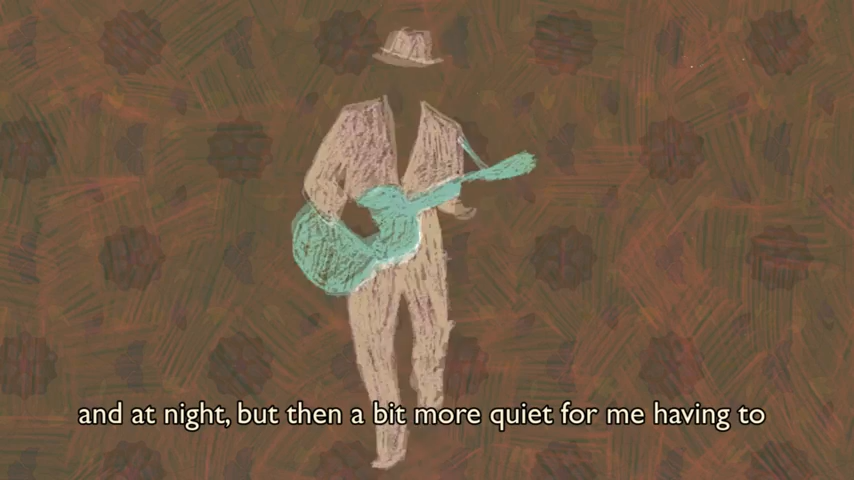 and at night, but then a bit more quiet for me having to